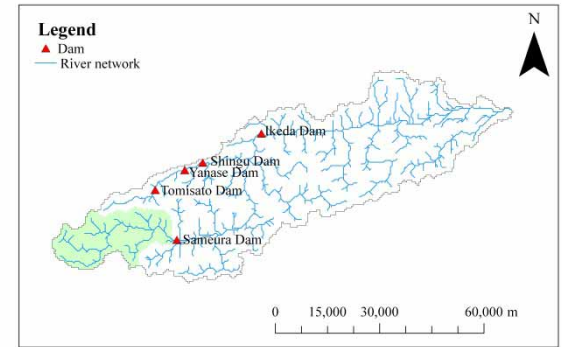 Legend
Dam
River network
N
Ikeda Dam
Shingu Dam
Yanase Dam
Tomisato Dam
Sameura Dam
0 15,000 30,000 60,000 m